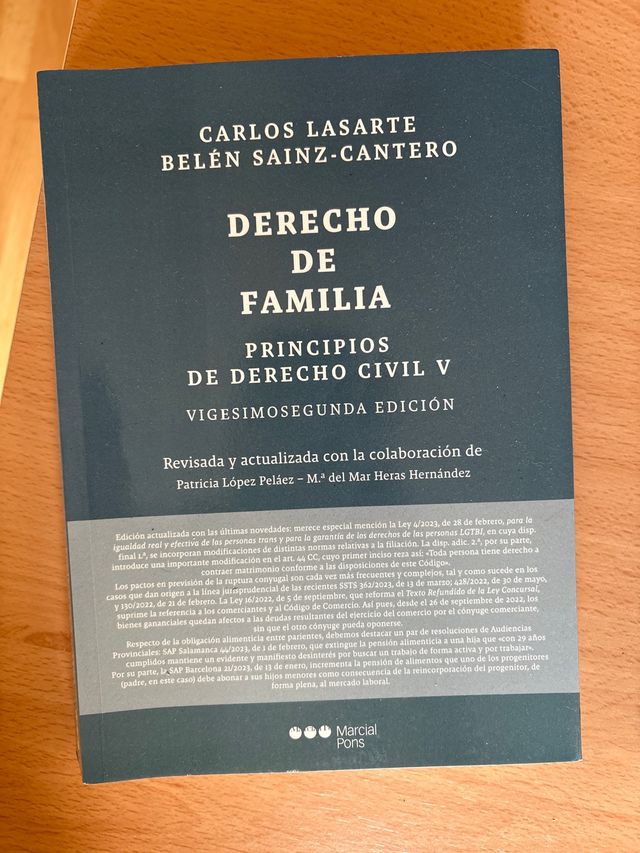 CARLOS LASARTE
BELÉN SAINZ-CANTERO
DERECHO
DE
FAMILIA
PRINCIPIOS
DE DERECHO CIVIL V
VIGESIMOSEGUNDA EDICIÓN
Revisada y actualizada con la colaboración de
Patricia López Peláez – M.ª del Mar Heras Hernández
Edición actualizada con las últimas novedades: merece especial mención la Ley 4/2023, de 28 de febrero, para la
igualdad real y efectiva de las personas trans y para la garantía de los derechos de las personas LGTBI, en cuya disp.
final 1.ª, se incorporan modificaciones de distintas normas relativas a la filiación. La disp. adic. 2.ª, por su parte,
introduce una importante modificación en el art. 44 CC, cuyo primer inciso reza así: «Toda persona tiene derecho a
contraer matrimonio conforme a las disposiciones de este Código».
Los pactos en previsión de la ruptura conyugal son cada vez más frecuentes y complejos, tal y como sucede en los
casos que dan origen a la línea jurisprudencial de las recientes SSTS 362/2023, de 13 de marzo; 428/2022, de 30 de mayo,
y 130/2022, de 21 de febrero. La Ley 16/2022, de 5 de septiembre, que reforma el Texto Refundido de la Ley Concursal,
suprime la referencia a los comerciantes y al Código de Comercio. Así pues, desde el 26 de septiembre de 2022, los
bienes gananciales quedan afectos a las deudas resultantes del ejercicio del comercio por el cónyuge comerciante,
sin que el otro cónyuge pueda oponerse.
Respecto de la obligación alimenticia entre parientes, debemos destacar un par de resoluciones de Audiencias
Provinciales: SAP Salamanca 44/2023, de 1 de febrero, que extingue la pensión alimenticia a una hija que «con 29 años
cumplidos mantiene un evidente y manifiesto desinterés por buscar un trabajo de forma activa y por trabajar».
Por su parte, la SAP Barcelona 21/2023, de 13 de enero, incrementa la pensión de alimentos que uno de los progenitores
(padre, en este caso) debe abonar a sus hijos menores como consecuencia de la reincorporación del progenitor, de
forma plena, al mercado laboral.
Marcial
Pons